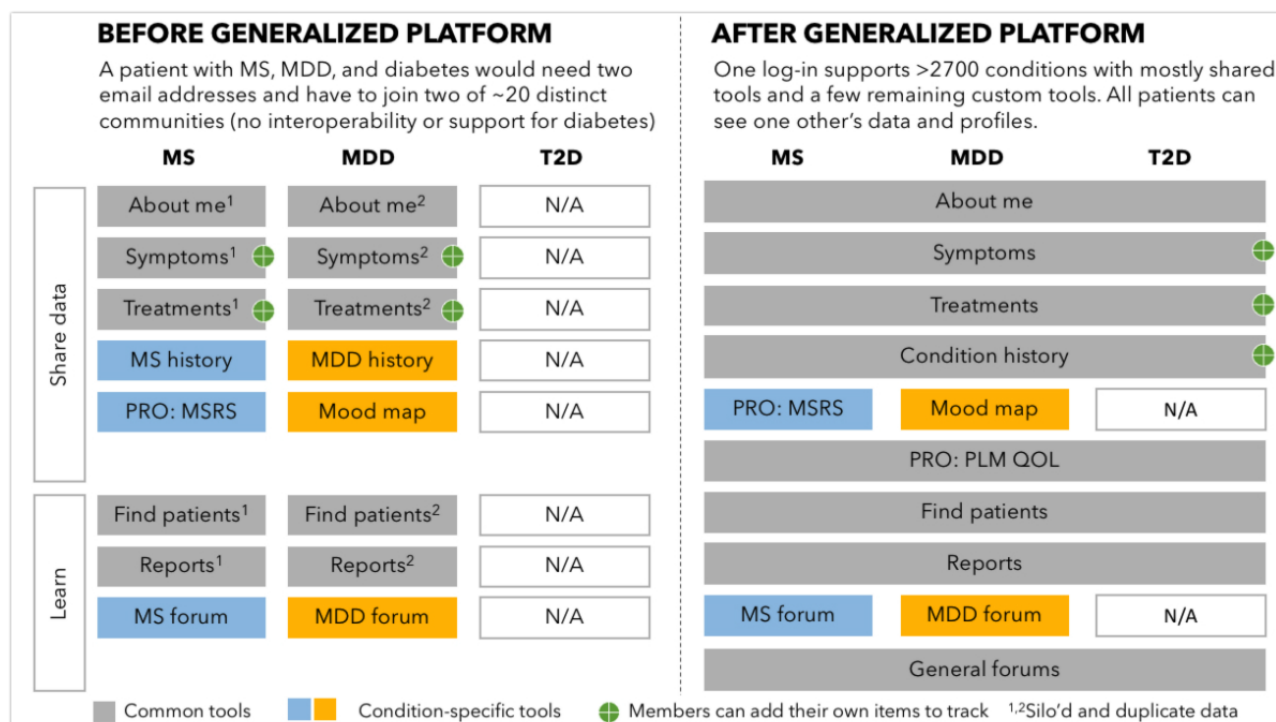 BEFORE GENERALIZED PLATFORM
A patient with MS, MDD, and diabetes would need two
email addresses and have to join two of ~20 distinct
communities (no interoperability or support for diabetes)
MS MDD T2D
Share data
About me¹ About me² N/A
Symptoms¹ Symptoms² N/A
Treatments¹ Treatments² N/A
MS history MDD history N/A
PRO: MSRS Mood map N/A
Learn
Find patients¹ Find patients² N/A
Reports¹ Reports² N/A
MS forum MDD forum N/A
AFTER GENERALIZED PLATFORM
One log-in supports >2700 conditions with mostly shared
tools and a few remaining custom tools. All patients can
see one other's data and profiles.
MS MDD T2D
About me
Symptoms
Treatments
Condition history
PRO: MSRS Mood map N/A
PRO: PLM QOL
Find patients
Reports
MS forum MDD forum N/A
General forums
Common tools Condition-specific tools Members can add their own items to track ¹,²Silo'd and duplicate data